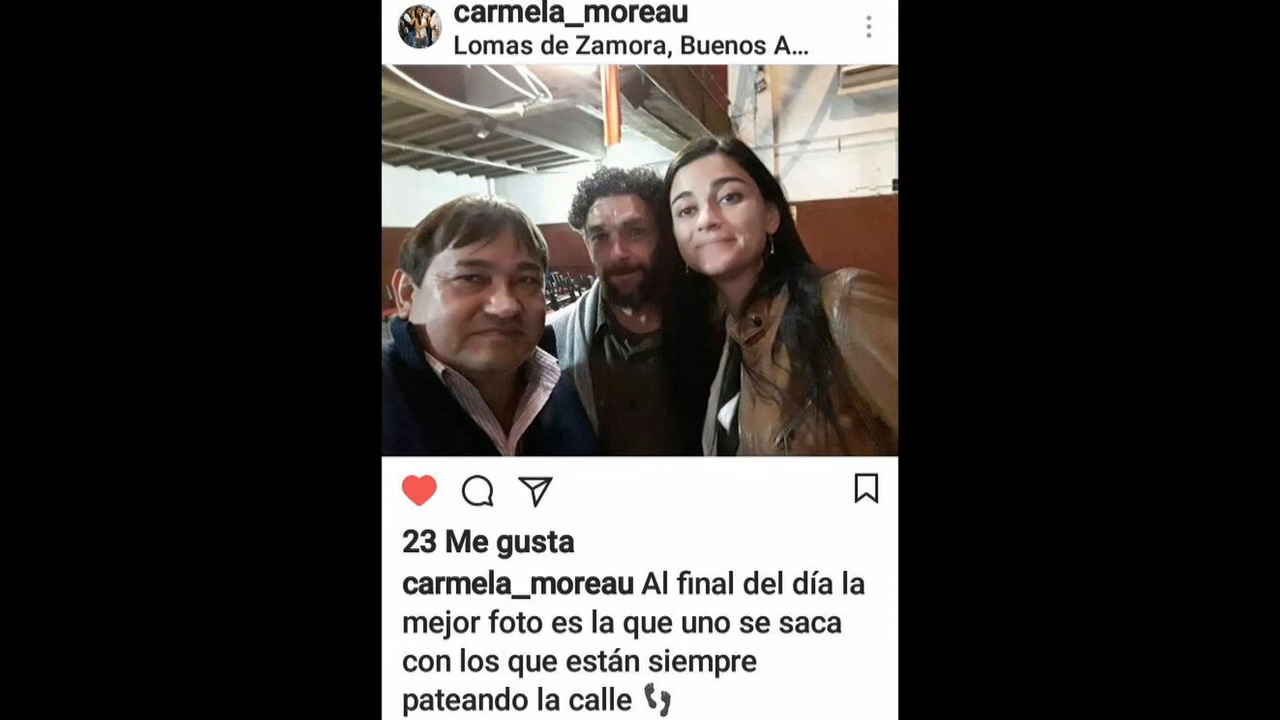 carmela_moreau
Lomas de Zamora, Buenos A...
23 Me gusta
carmela_moreau Al final del día la
mejor foto es la que uno se saca
con los que están siempre
pateando la calle 👣